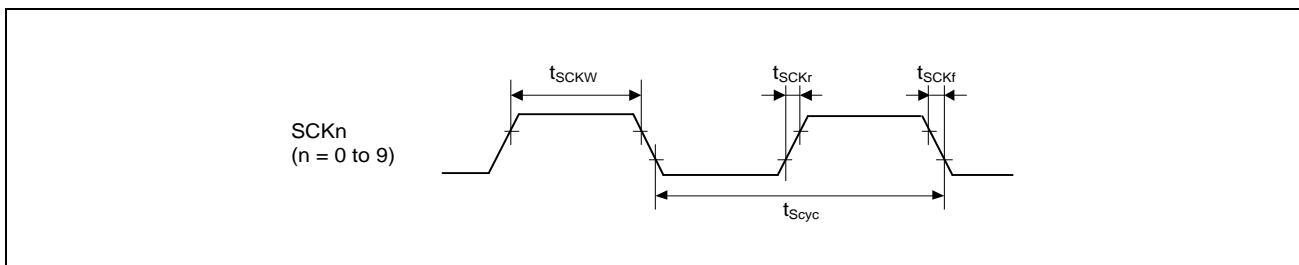 tSCKW
tSCKr
tSCKf
SCKn
(n = 0 to 9)
tScyc